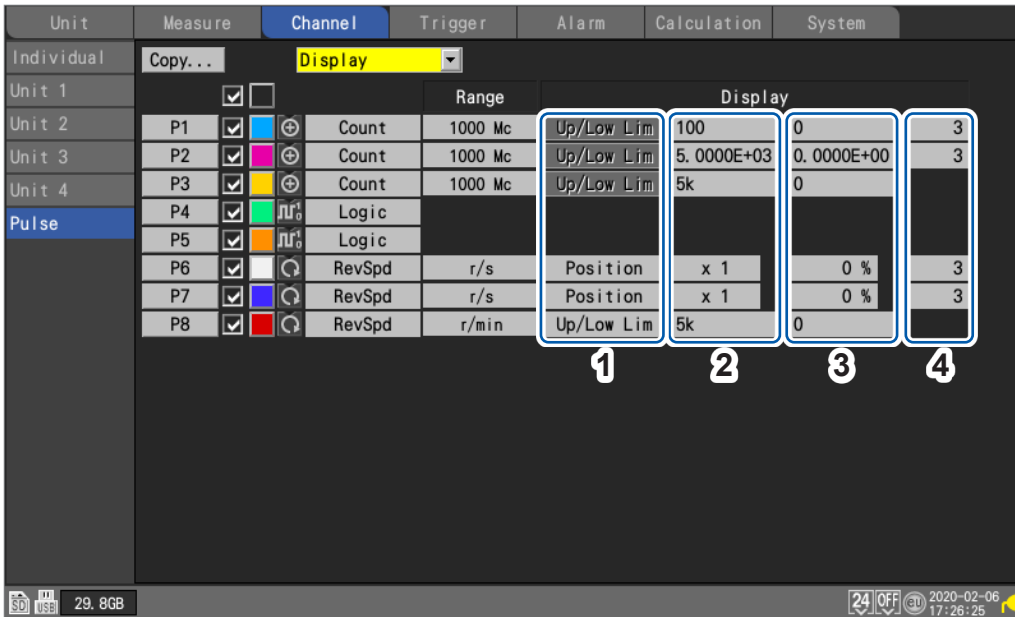 Unit Measure Channel Trigger Alarm Calculation System
Individual Copy... Display
Unit 1 Range Display
Unit 2 P1 Count 1000 Mc Up/Low Lim 100 0 3
Unit 3 P2 Count 1000 Mc Up/Low Lim 5.0000E+03 0.0000E+00 3
Unit 4 P3 Count 1000 Mc Up/Low Lim 5k 0
Pulse P4 Logic
P5 Logic
P6 RevSpd r/s Position x 1 0 % 3
P7 RevSpd r/s Position x 1 0 % 3
P8 RevSpd r/min Up/Low Lim 5k 0
1 2 3 4
SD USB 29.8GB 24 OFF eu 2020-02-06
17:26:25